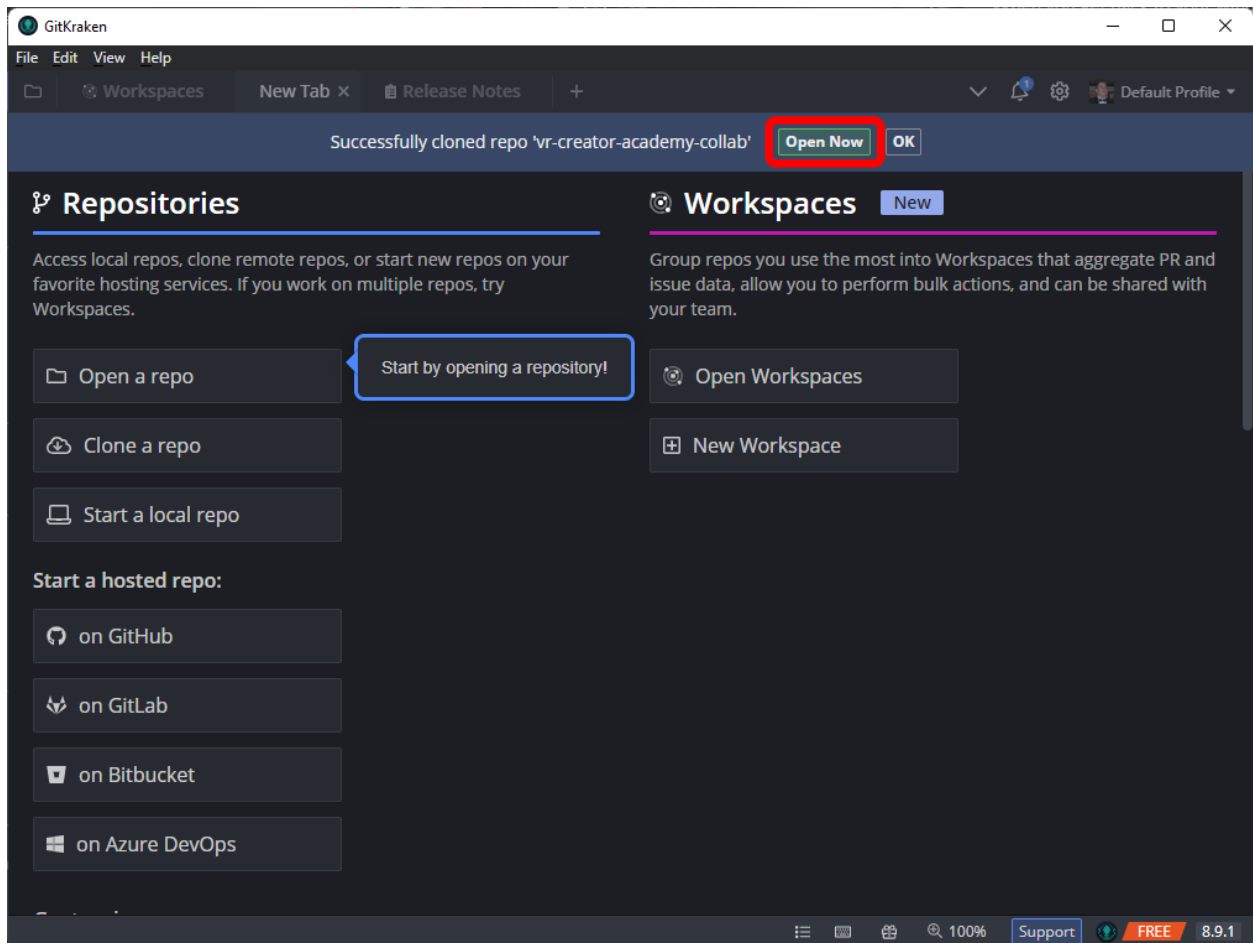 GitKraken
File Edit View Help
Workspaces New Tab Release Notes Default Profile
1
Successfully cloned repo 'vr-creator-academy-collab' Open Now OK
Repositories
Access local repos, clone remote repos, or start new repos on your
favorite hosting services. If you work on multiple repos, try
Workspaces.
Open a repo
Start by opening a repository!
Clone a repo
Start a local repo
Start a hosted repo:
on GitHub
on GitLab
on Bitbucket
on Azure DevOps
Workspaces New
Group repos you use the most into Workspaces that aggregate PR and
issue data, allow you to perform bulk actions, and can be shared with
your team.
Open Workspaces
New Workspace
100% Support FREE 8.9.1